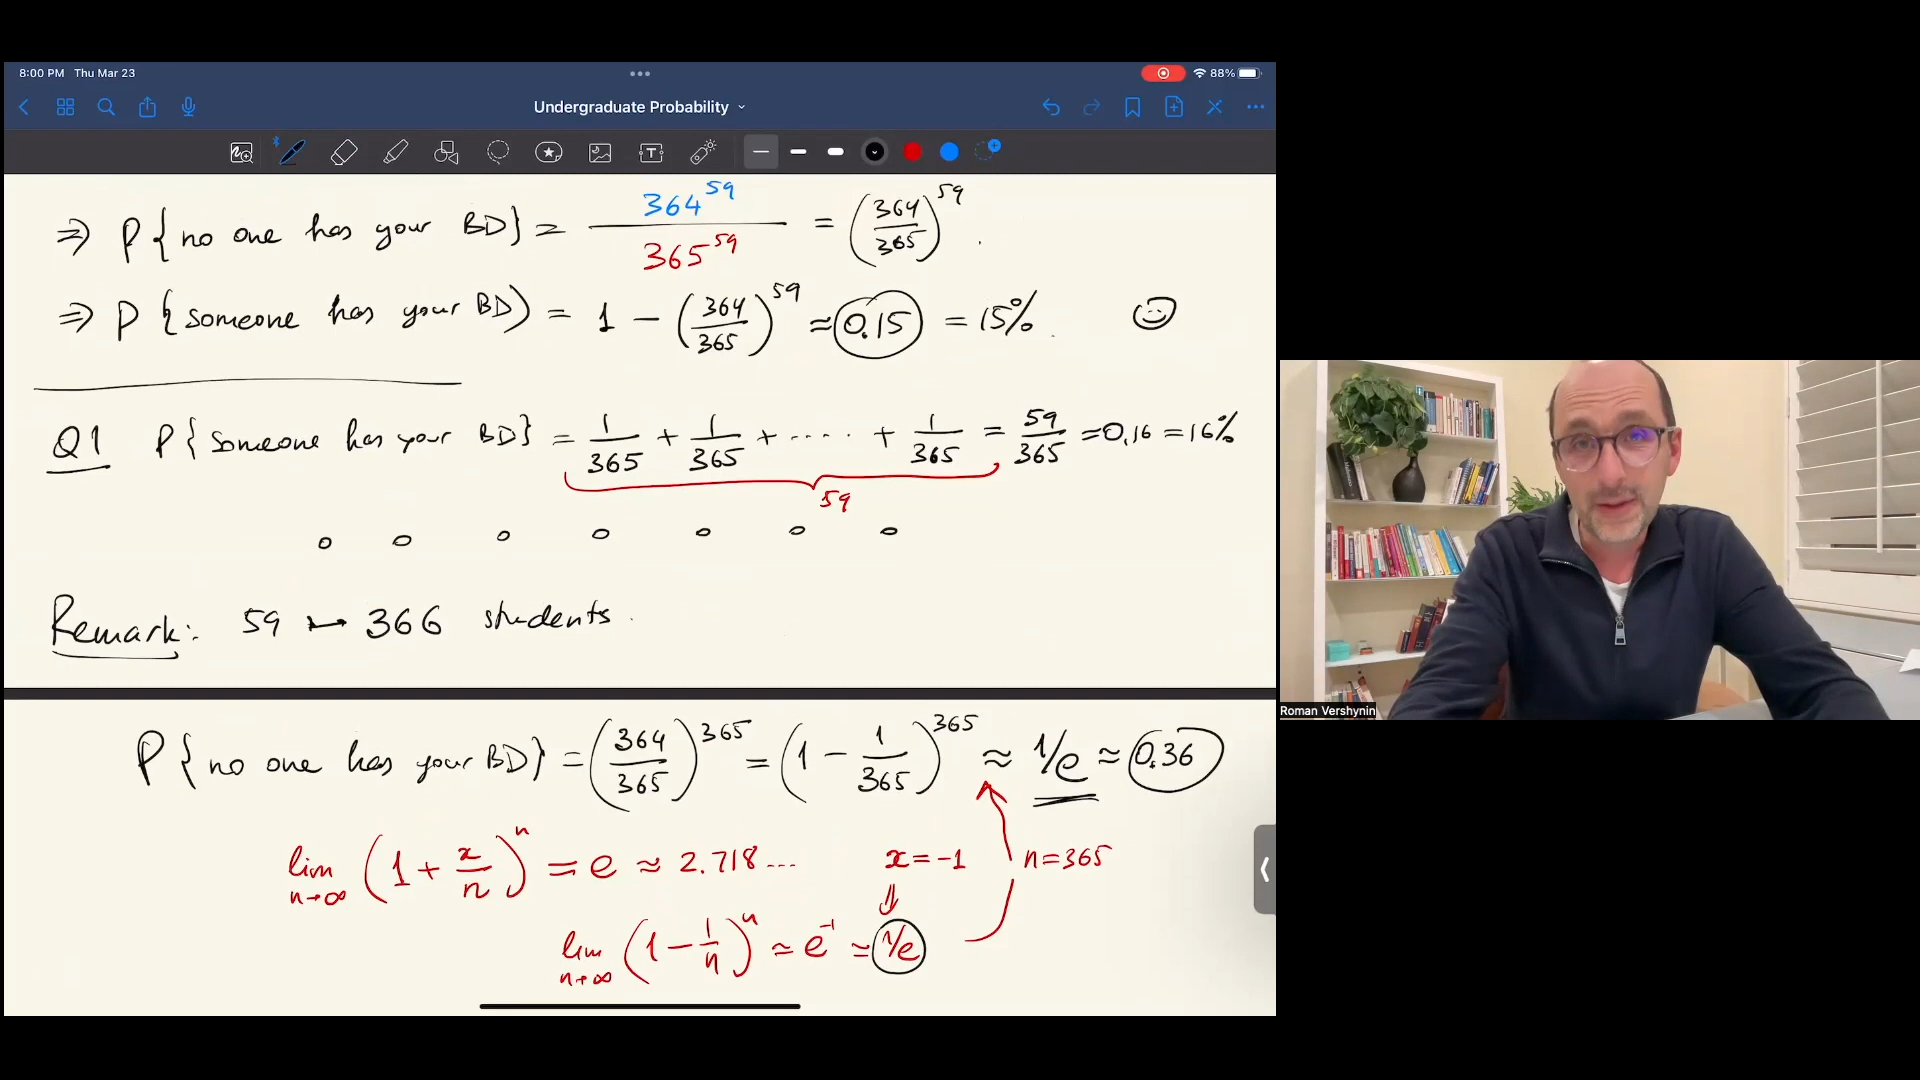 8:00 PM Thu Mar 23
88%
Undergraduate Probability
⇒ P{no one has your BD} = 364^59 / 365^59 = (364/365)^59.
⇒ P{someone has your BD) = 1 − (364/365)^59 ≈ 0.15 = 15%.
Q1 P{someone has your BD} = 1/365 + 1/365 + ..... + 1/365 = 59/365 = 0,16 = 16%
59
Remark: 59 ↦ 366 students.
P{no one has your BD} = (364/365)^365 = (1 − 1/365)^365 ≈ 1/e ≈ 0.36
lim n→∞ (1 + x/n)^n = e ≈ 2.718... x = -1 n = 365
⇓
lim n→∞ (1 − 1/n)^n ≈ e^-1 ≈ 1/e
Roman Vershynin